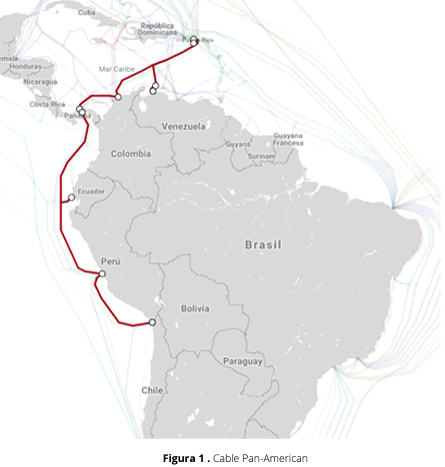 Cuba
República
Dominicana
Puerto Rico
Honduras
Mar Caribe
Nicaragua
Costa Rica
Panamá
Venezuela
Guyana
Guayana
Francesa
Surinam
Colombia
Ecuador
Brasil
Perú
Bolivia
Paraguay
Chile
Figura 1 . Cable Pan-American